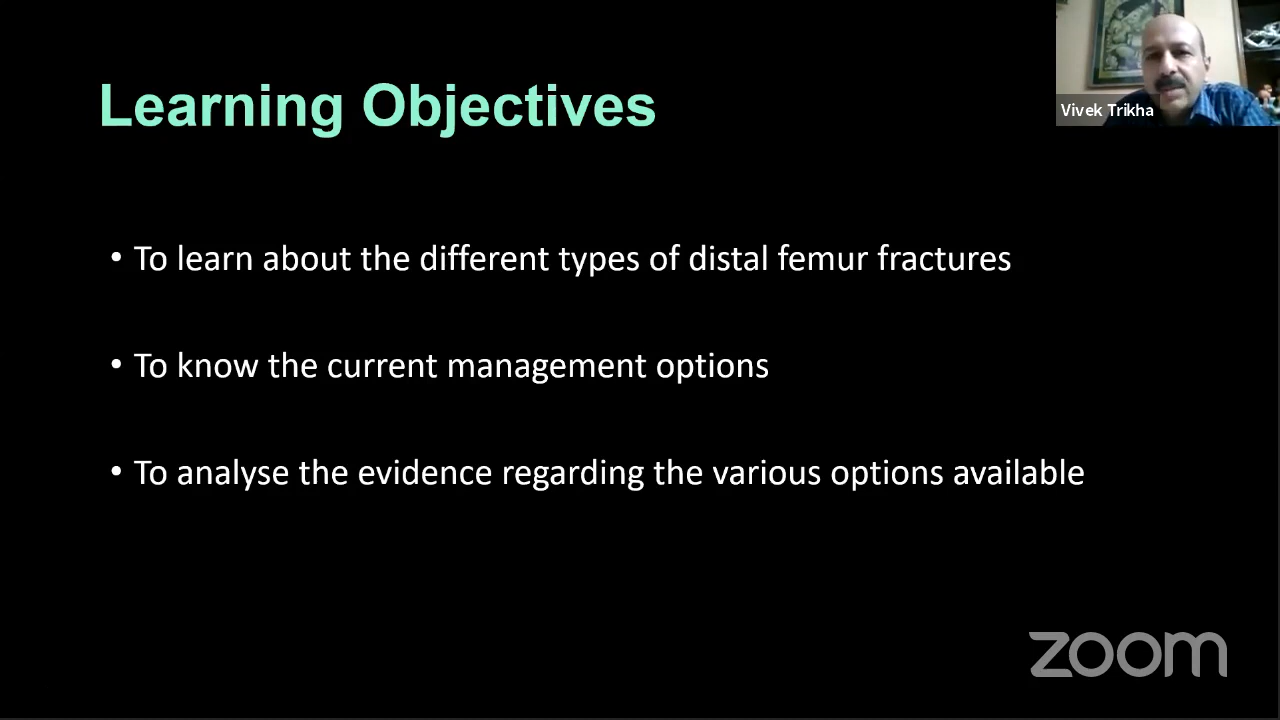 Learning Objectives
Vivek Trikha
• To learn about the different types of distal femur fractures
• To know the current management options
• To analyse the evidence regarding the various options available
zoom